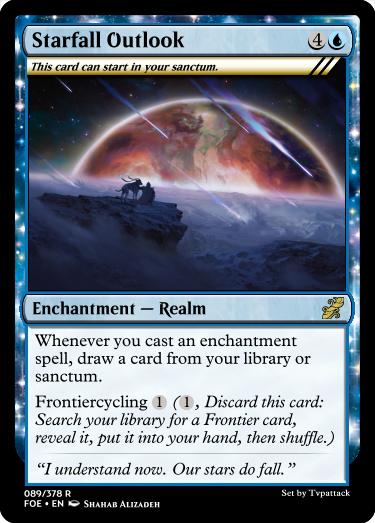 Starfall Outlook 4
This card can start in your sanctum.
Enchantment — Realm
Whenever you cast an enchantment
spell, draw a card from your library or
sanctum.
Frontiercycling 1 (1, Discard this card:
Search your library for a Frontier card,
reveal it, put it into your hand, then shuffle.)
“I understand now. Our stars do fall.”
089/378 R
FOE • EN Shahab Alizadeh
Set by Tvpattack